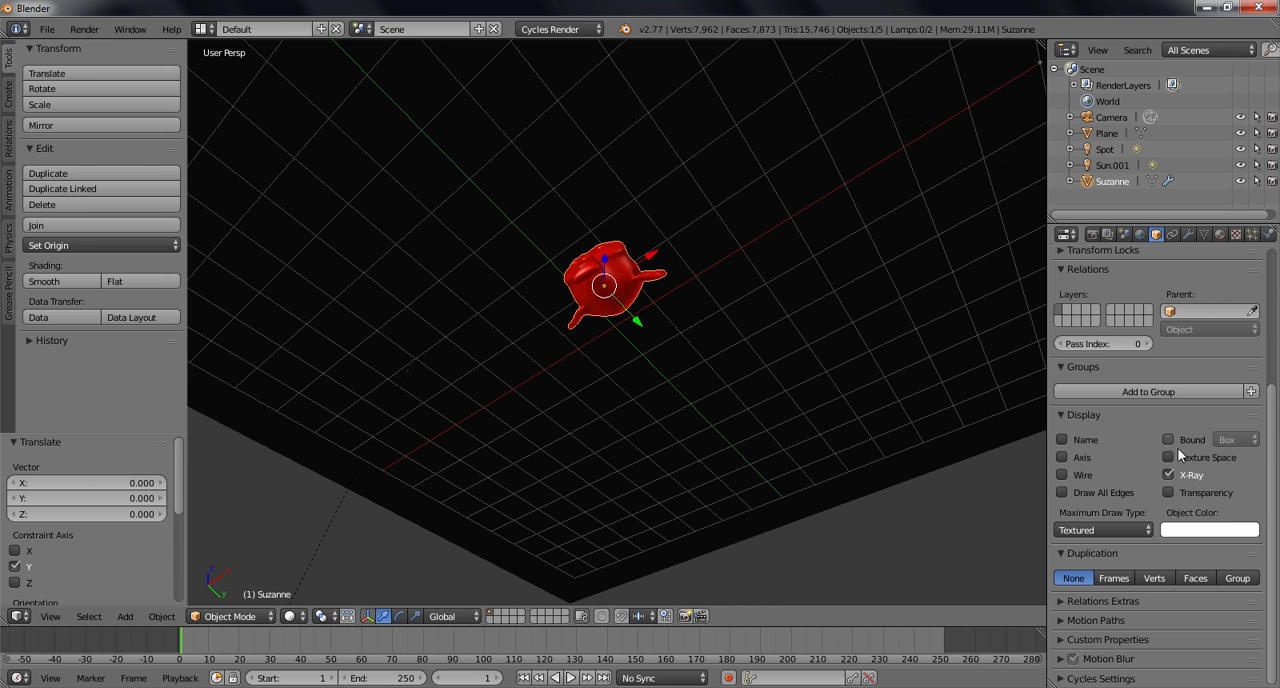 Blender
File Render Window Help Default Scene Cycles Render v2.77 | Verts:7,962 | Faces:7,873 | Tris:15,746 | Objects:1/5 | Lamps:0/2 | Mem:29.11M | Suzanne
Tools
Create
Relations
Animation
Physics
Grease Pencil
Transform
Translate
Rotate
Scale
Mirror
Edit
Duplicate
Duplicate Linked
Delete
Join
Set Origin
Shading:
Smooth Flat
Data Transfer:
Data Data Layout
History
Translate
Vector
X: 0.000
Y: 0.000
Z: 0.000
Constraint Axis
X
Y
Z
Orientation
User Persp
z
y
(1) Suzanne
View Select Add Object Object Mode Global
-50 -40 -30 -20 -10 0 10 20 30 40 50 60 70 80 90 100 110 120 130 140 150 160 170 180 190 200 210 220 230 240 250 260 270 280
View Marker Frame Playback Start: 1 End: 250 1 No Sync
View Search All Scenes
Scene
RenderLayers
World
Camera
Plane
Spot
Sun.001
Suzanne
Transform Locks
Relations
Layers: Parent:
Object
Pass Index: 0
Groups
Add to Group
Display
Name Bound Box
Axis Texture Space
Wire X-Ray
Draw All Edges Transparency
Maximum Draw Type: Object Color:
Textured
Duplication
None Frames Verts Faces Group
Relations Extras
Motion Paths
Custom Properties
Motion Blur
Cycles Settings